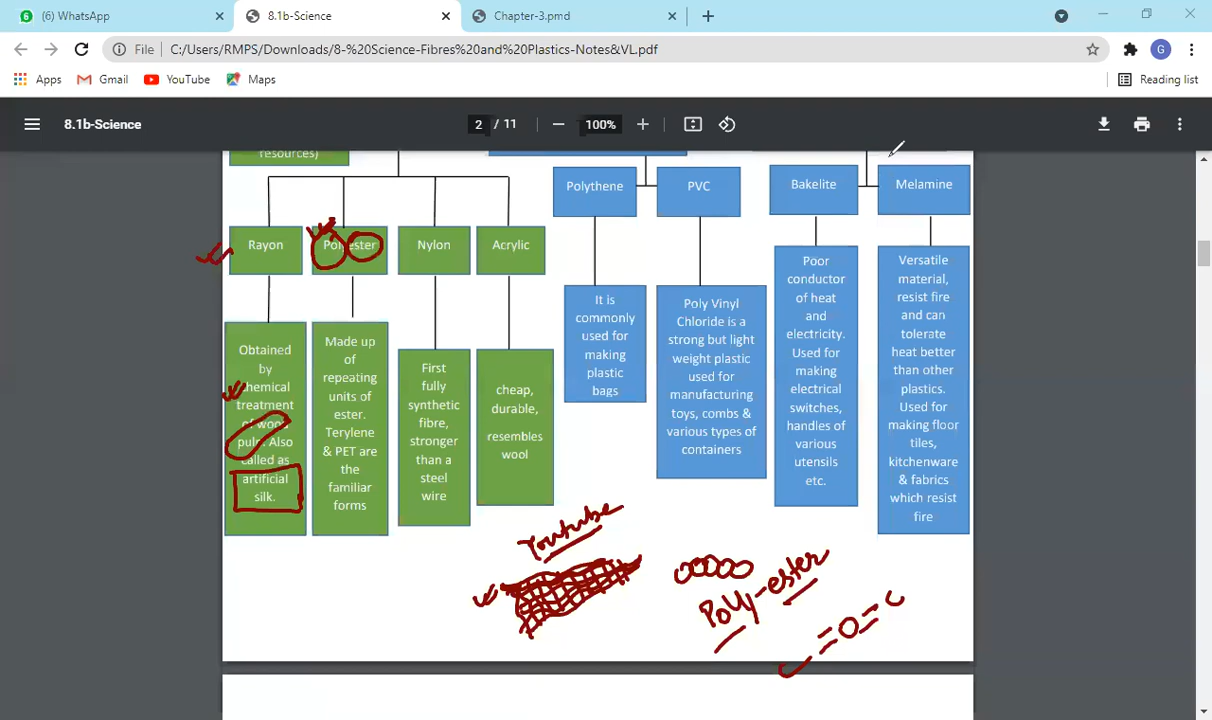 6
WhatsApp
8.1b-Science
Chapter-3.pmd
File
C:/Users/RMPS/Downloads/8-%20Science-Fibres%20and%20Plastics-Notes&VL.pdf
G
Apps
Gmail
YouTube
Maps
Reading list
8.1b-Science
2 / 11
100%
resources)
Polythene
PVC
Bakelite
Melamine
Rayon
Polyester
Nylon
Acrylic
Obtained
by
chemical
treatment
of wood
pulp. Also
called as
artificial
silk.
Made up
of
repeating
units of
ester.
Terylene
& PET are
the
familiar
forms
First
fully
synthetic
fibre,
stronger
than a
steel
wire
cheap,
durable,
resembles
wool
It is
commonly
used for
making
plastic
bags
Poly Vinyl
Chloride is a
strong but light
weight plastic
used for
manufacturing
toys, combs &
various types of
containers
Poor
conductor
of heat
and
electricity.
Used for
making
electrical
switches,
handles of
various
utensils
etc.
Versatile
material,
resist fire
and can
tolerate
heat better
than other
plastics.
Used for
making floor
tiles,
kitchenware
& fabrics
which resist
fire
Youtube
Poly-ester
C=O=C